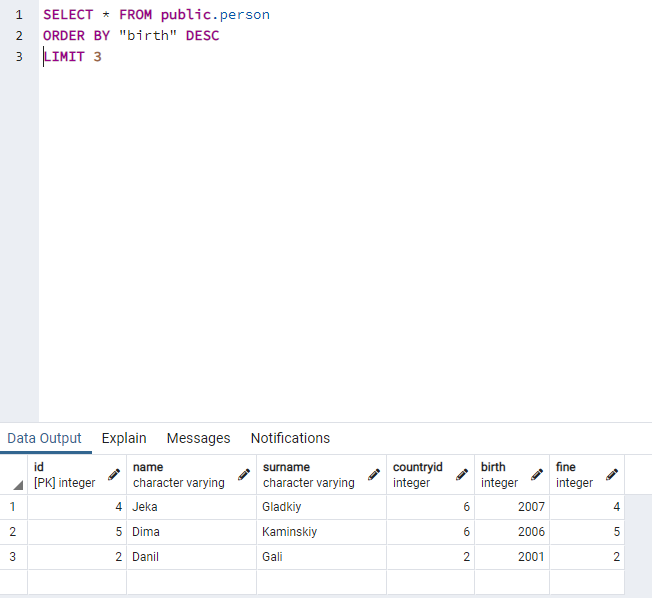 1 SELECT * FROM public.person
2 ORDER BY "birth" DESC
3 LIMIT 3
Data Output Explain Messages Notifications
id name surname countryid birth fine
[PK] integer character varying character varying integer integer integer
1 4 Jeka Gladkiy 6 2007 4
2 5 Dima Kaminskiy 6 2006 5
3 2 Danil Gali 2 2001 2